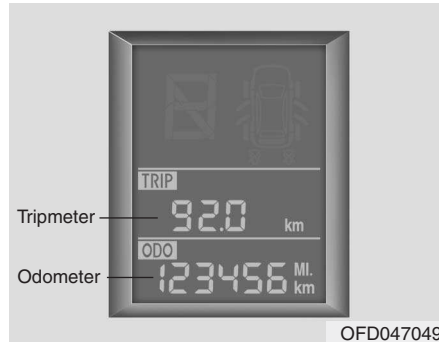 TRIP
Tripmeter
92.0 km
ODO
Odometer
123456 MI.
km
OFD047049